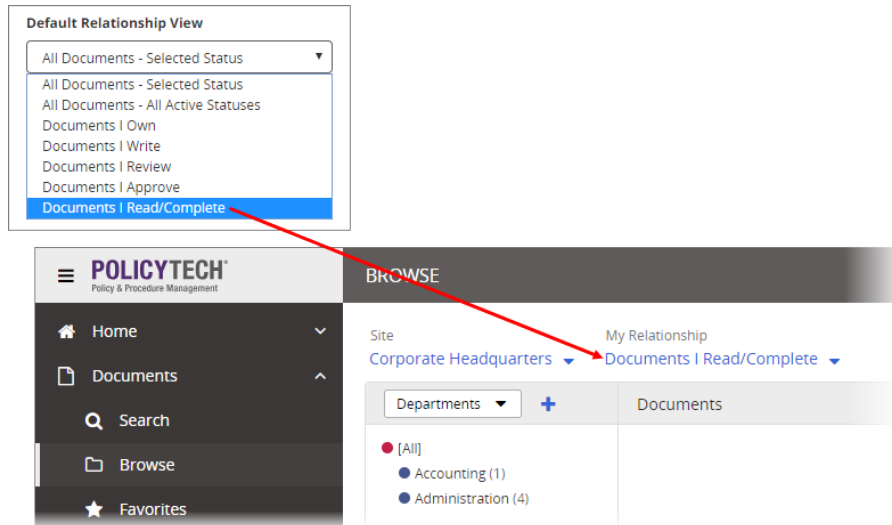 Default Relationship View
All Documents - Selected Status
All Documents - Selected Status
All Documents - All Active Statuses
Documents I Own
Documents I Write
Documents I Review
Documents I Approve
Documents I Read/Complete
POLICYTECH®
Policy & Procedure Management
BROWSE
Home
Documents
Search
Browse
Favorites
Site
My Relationship
Corporate Headquarters
Documents I Read/Complete
Departments
Documents
[All]
Accounting (1)
Administration (4)